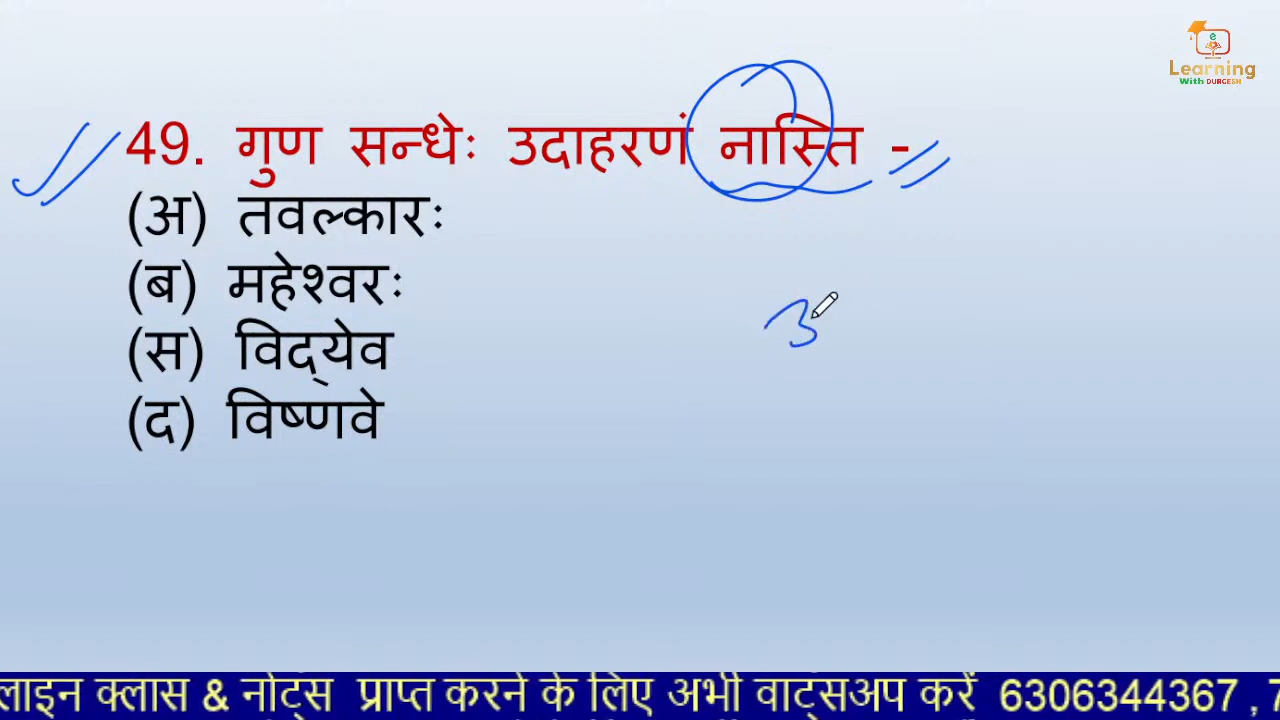 e
Learning
With DURGESH
49. गुण सन्धेः उदाहरणं नास्ति -
(अ) तवल्कारः
(ब) महेश्वरः
(स) विद्‌येव
(द) विष्णवे
लाइन क्लास & नोट्स प्राप्त करने के लिए अभी वाट्सअप करें 6306344367 ,7